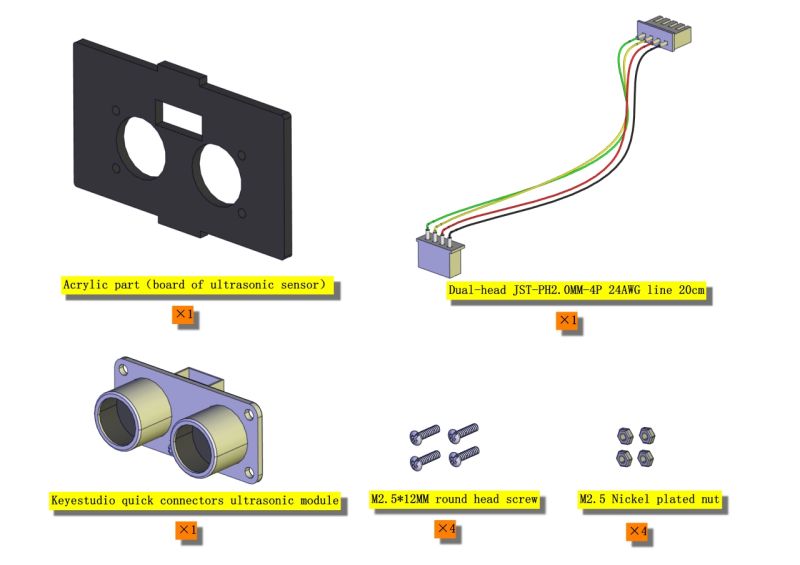 Acrylic part（board of ultrasonic sensor）
×1
Dual-head JST-PH2.0MM-4P 24AWG line 20cm
×1
Keyestudio quick connectors ultrasonic module
×1
M2.5*12MM round head screw
×4
M2.5 Nickel plated nut
×4